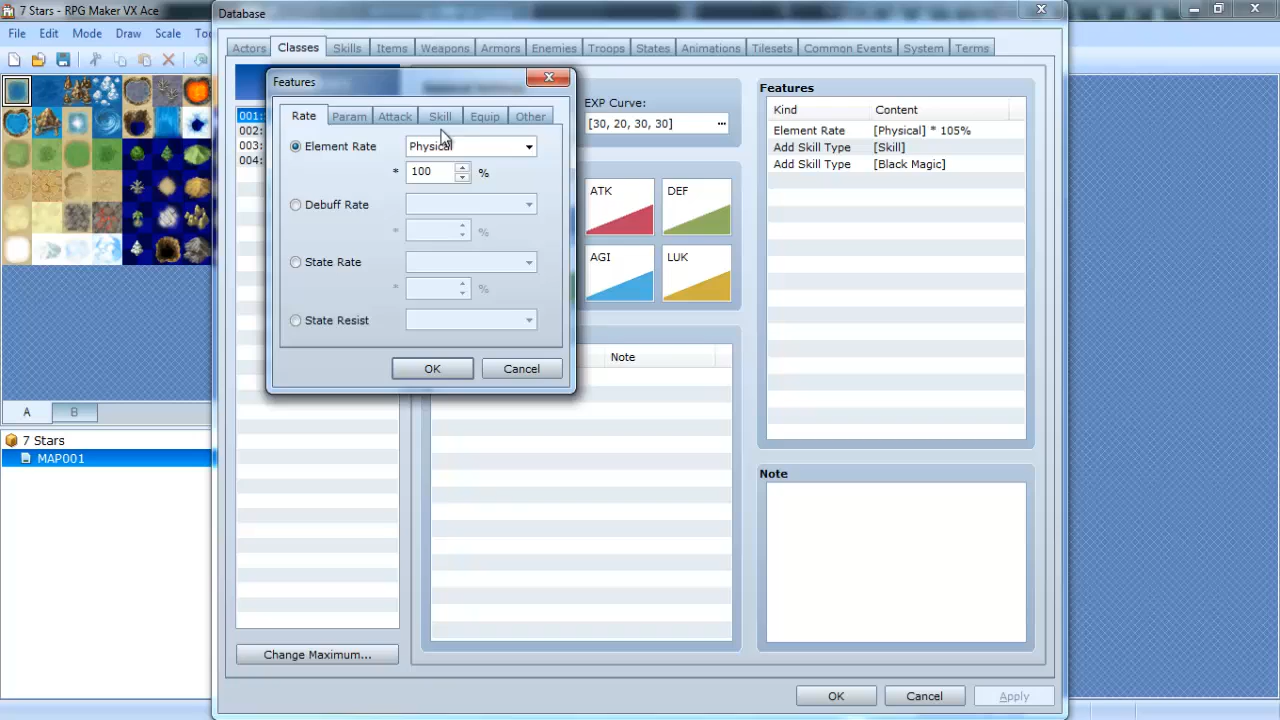 7 Stars - RPG Maker VX Ace
File Edit Mode Draw Scale
A B
7 Stars
MAP001
Database
Actors Classes Skills Items Weapons Armors Enemies Troops States Animations Tilesets Common Events System Terms
001:
002:
003:
004:
Change Maximum...
Features
Rate Param Attack Skill Equip Other
Element Rate Physical
* 100 %
Debuff Rate
* %
State Rate
* %
State Resist
OK Cancel
EXP Curve:
[30, 20, 30, 30] ...
ATK DEF
AGI LUK
Note
Features
Kind Content
Element Rate [Physical] * 105%
Add Skill Type [Skill]
Add Skill Type [Black Magic]
Note
OK Cancel Apply